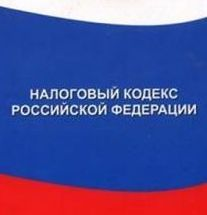 НАЛОГОВЫЙ КОДЕКС
РОССИЙСКОЙ ФЕДЕРАЦИИ